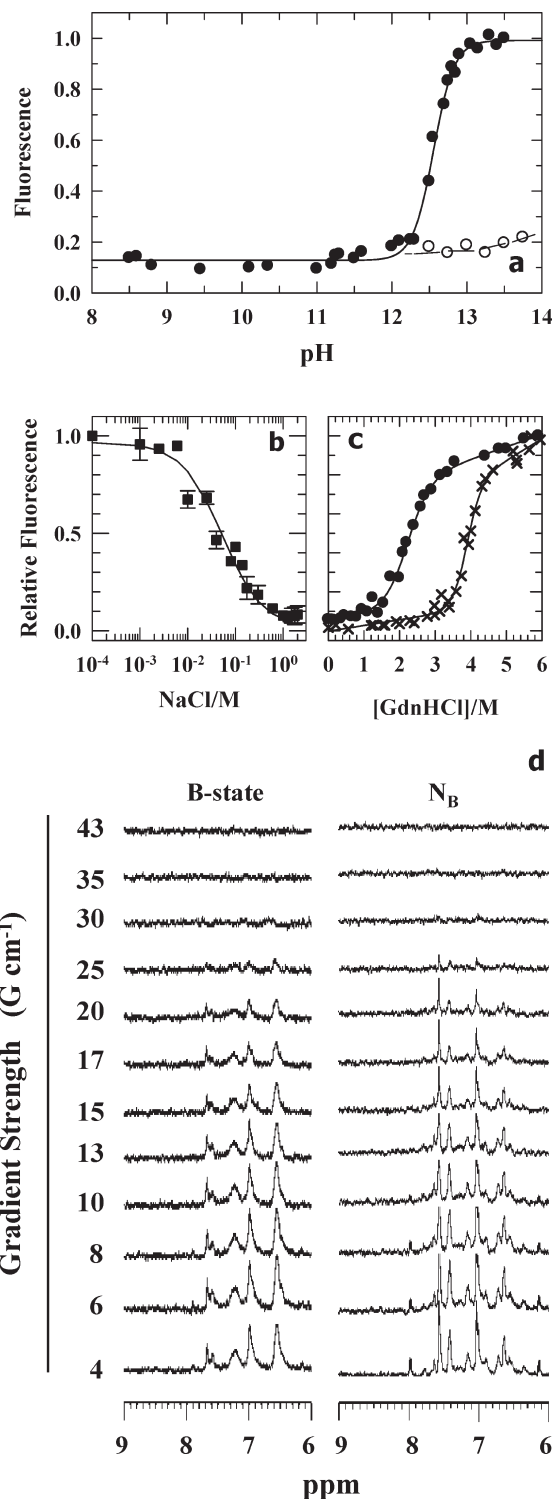 Fluorescence
1.0
0.8
0.6
0.4
0.2
0.0
a
8 9 10 11 12 13 14
pH
Relative Fluorescence
1.0
0.5
0.0
b
c
10⁻⁴ 10⁻³ 10⁻² 10⁻¹ 10⁰
0 1 2 3 4 5 6
NaCl/M
[GdnHCl]/M
d
B-state
N_B
Gradient Strength (G cm⁻¹)
43
35
30
25
20
17
15
13
10
8
6
4
9 8 7 6
9 8 7 6
ppm